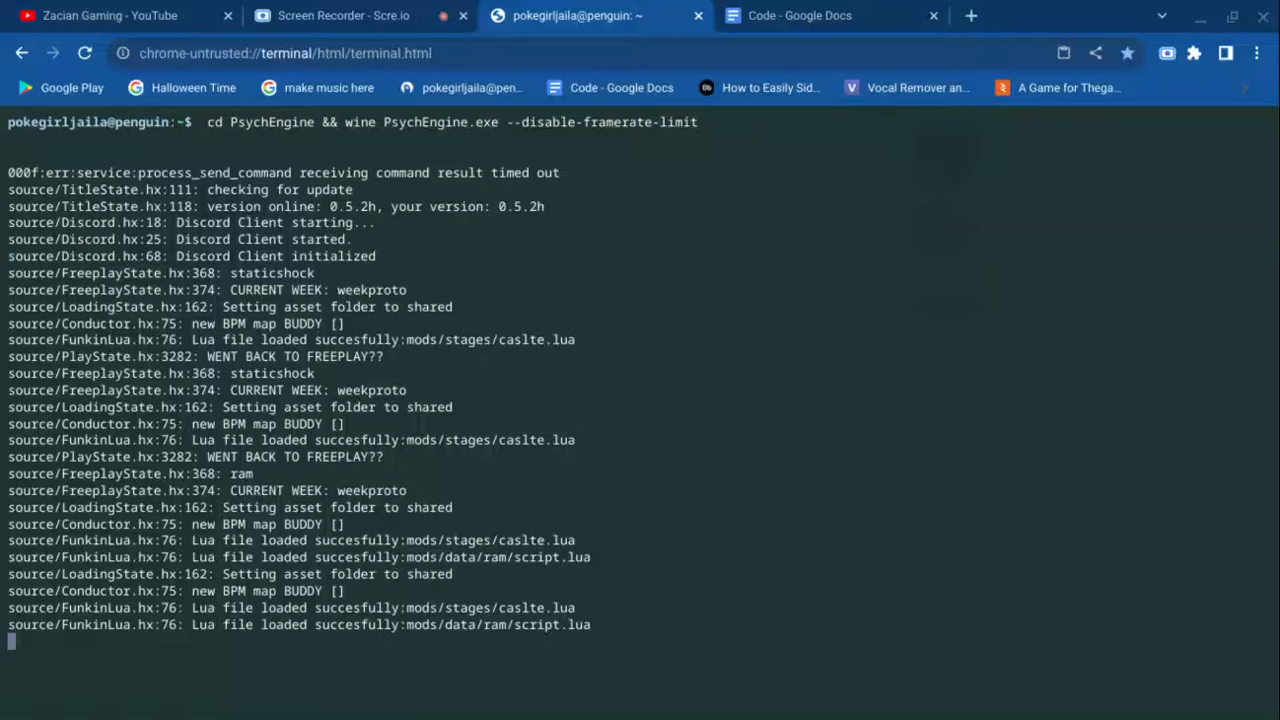 Zacian Gaming - YouTube
Screen Recorder - Scre.io
pokegirljaila@penguin: ~
Code - Google Docs
chrome-untrusted://terminal/html/terminal.html
Google Play
Halloween Time
make music here
pokegirljaila@pen...
Code - Google Docs
How to Easily Sid...
Vocal Remover an...
A Game for Thega...
pokegirljaila@penguin:~$ cd PsychEngine && wine PsychEngine.exe --disable-framerate-limit
000f:err:service:process_send_command receiving command result timed out
source/TitleState.hx:111: checking for update
source/TitleState.hx:118: version online: 0.5.2h, your version: 0.5.2h
source/Discord.hx:18: Discord Client starting...
source/Discord.hx:25: Discord Client started.
source/Discord.hx:68: Discord Client initialized
source/FreeplayState.hx:368: staticshock
source/FreeplayState.hx:374: CURRENT WEEK: weekproto
source/LoadingState.hx:162: Setting asset folder to shared
source/Conductor.hx:75: new BPM map BUDDY []
source/FunkinLua.hx:76: Lua file loaded succesfully:mods/stages/caslte.lua
source/PlayState.hx:3282: WENT BACK TO FREEPLAY??
source/FreeplayState.hx:368: staticshock
source/FreeplayState.hx:374: CURRENT WEEK: weekproto
source/LoadingState.hx:162: Setting asset folder to shared
source/Conductor.hx:75: new BPM map BUDDY []
source/FunkinLua.hx:76: Lua file loaded succesfully:mods/stages/caslte.lua
source/PlayState.hx:3282: WENT BACK TO FREEPLAY??
source/FreeplayState.hx:368: ram
source/FreeplayState.hx:374: CURRENT WEEK: weekproto
source/LoadingState.hx:162: Setting asset folder to shared
source/Conductor.hx:75: new BPM map BUDDY []
source/FunkinLua.hx:76: Lua file loaded succesfully:mods/stages/caslte.lua
source/FunkinLua.hx:76: Lua file loaded succesfully:mods/data/ram/script.lua
source/LoadingState.hx:162: Setting asset folder to shared
source/Conductor.hx:75: new BPM map BUDDY []
source/FunkinLua.hx:76: Lua file loaded succesfully:mods/stages/caslte.lua
source/FunkinLua.hx:76: Lua file loaded succesfully:mods/data/ram/script.lua